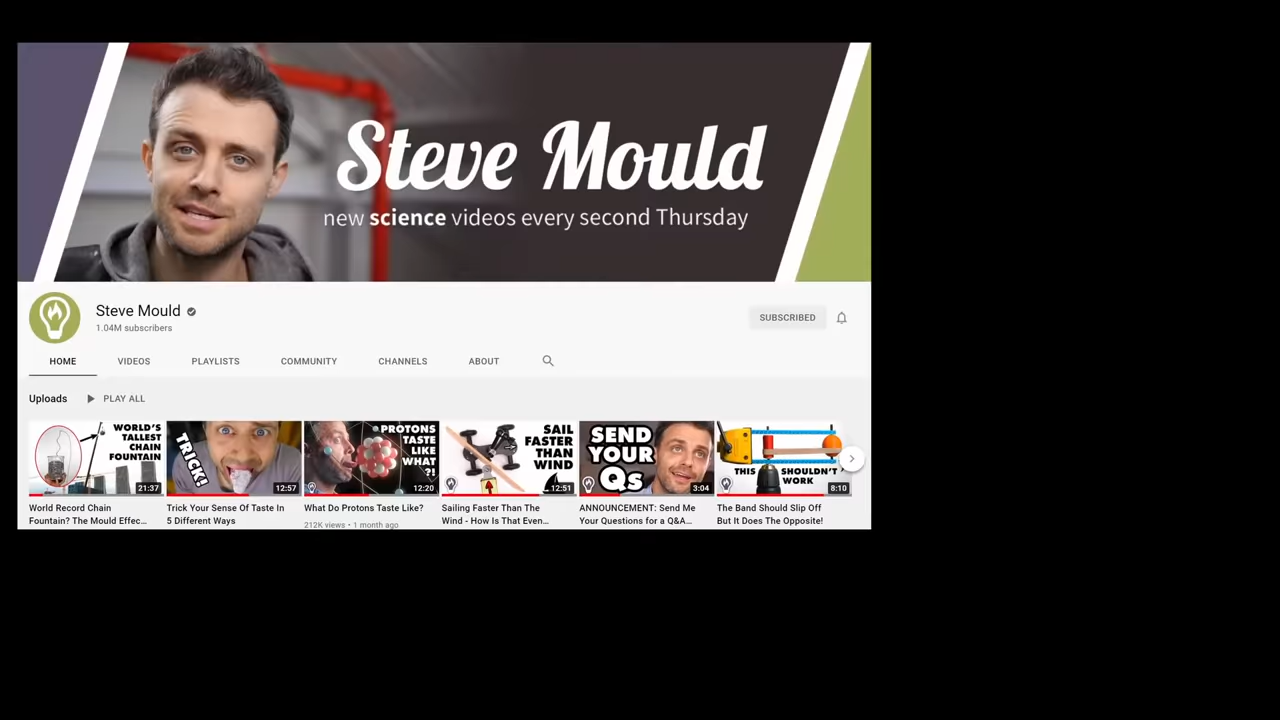 Steve Mould
new science videos every second Thursday
Steve Mould
1.04M subscribers
SUBSCRIBED
HOME VIDEOS PLAYLISTS COMMUNITY CHANNELS ABOUT
Uploads PLAY ALL
WORLD'S
TALLEST
CHAIN
FOUNTAIN
21:37
TRICK!
12:57
PROTONS
TASTE
LIKE
WHAT
?!
12:20
SAIL
FASTER
THAN
WIND
12:51
SEND
YOUR
Qs
3:04
THIS SHOULDN'T
WORK
8:10
World Record Chain
Fountain? The Mould Effec...
Trick Your Sense Of Taste In
5 Different Ways
What Do Protons Taste Like?
212K views • 1 month ago
Sailing Faster Than The
Wind - How Is That Even...
ANNOUNCEMENT: Send Me
Your Questions for a Q&A...
The Band Should Slip Off
But It Does The Opposite!